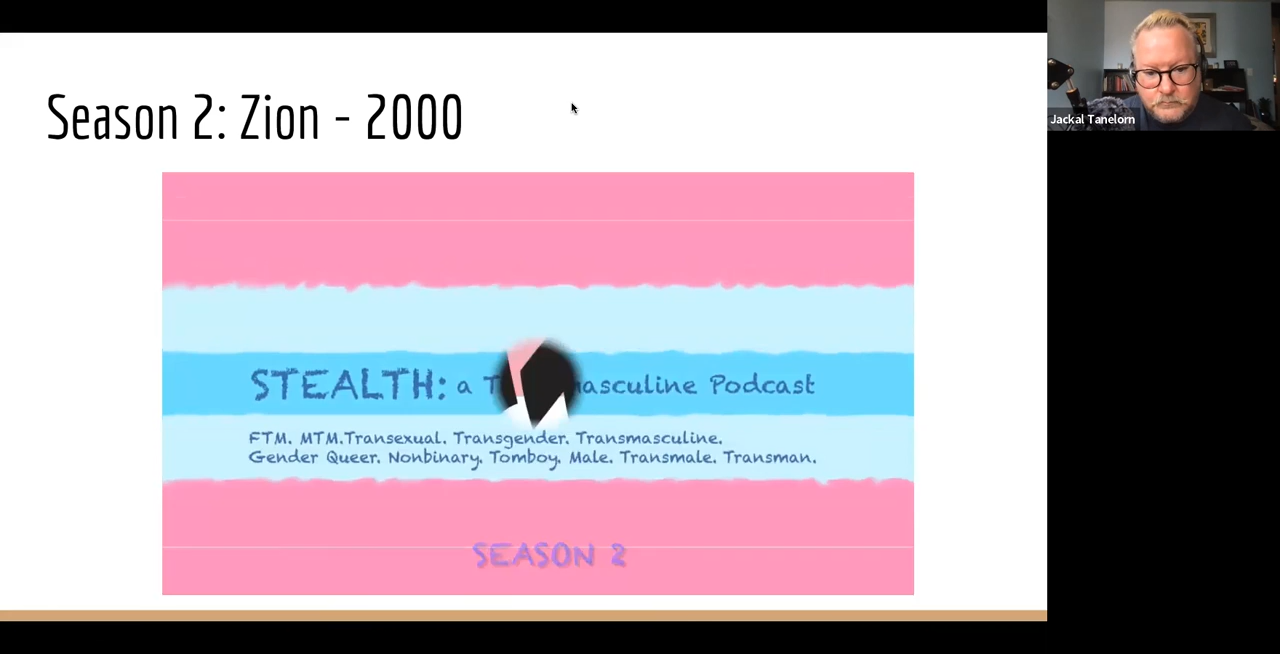 Season 2: Zion - 2000
Jackal Tanelorn
STEALTH: a T masculine Podcast
FTM. MTM.Transexual. Transgender. Transmasculine.
Gender Queer. Nonbinary. Tomboy. Male. Transmale. Transman.
SEASON 2